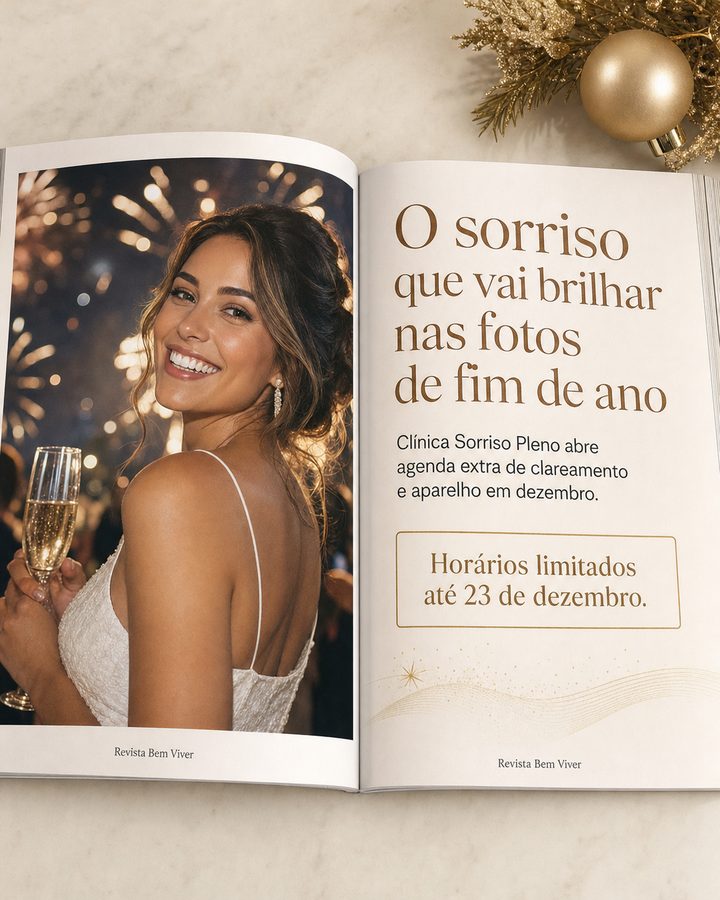 Revista Bem Viver
O sorriso
que vai brilhar
nas fotos
de fim de ano
Clínica Sorriso Pleno abre
agenda extra de clareamento
e aparelho em dezembro.
Horários limitados
até 23 de dezembro.
Revista Bem Viver